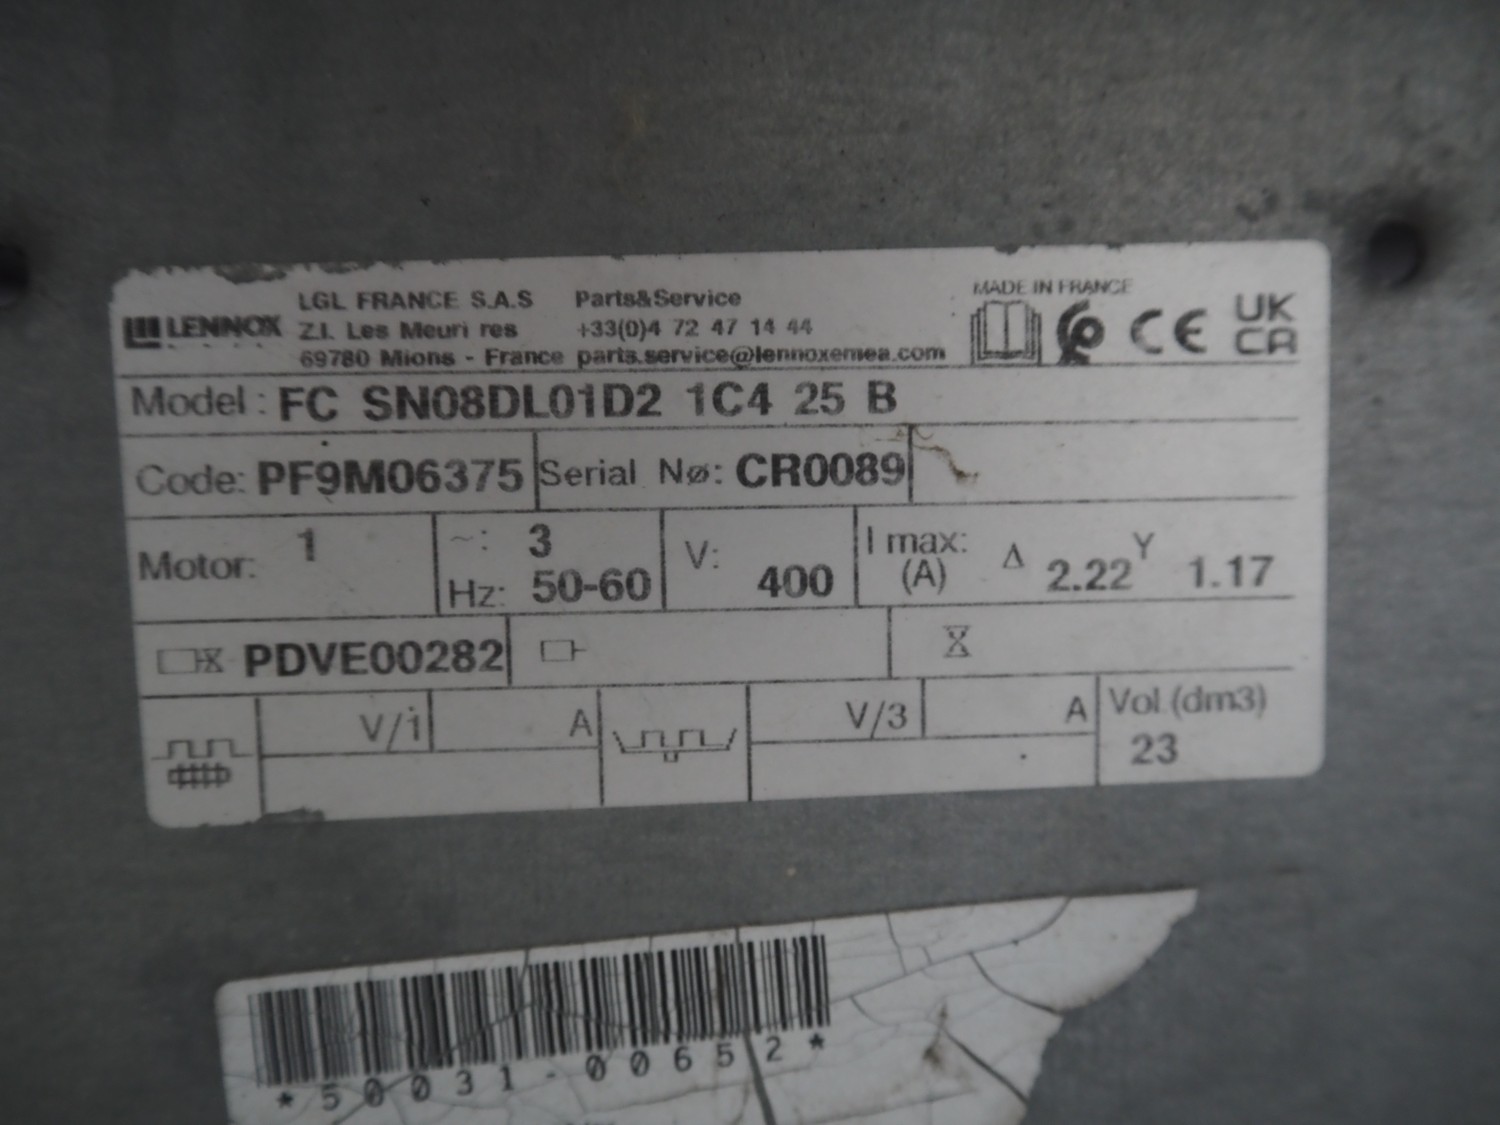 LENNOX
LGL FRANCE S.A.S
Z.I. Les Meuri res
69780 Mions - France
Parts&Service
+33(0)4 72 47 14 44
parts.service@lennoxemea.com
MADE IN FRANCE
CE
UK
CA
Model : FC SN08DL01D2 1C4 25 B
Code: PF9M06375
Serial Nø: CR0089
Motor: 1
~: 3
Hz: 50-60
V: 400
I max: (A) Δ 2.22 Y 1.17
PDVE00282
V/i
A
V/3
A
Vol.(dm3)
23
*50031-00652*